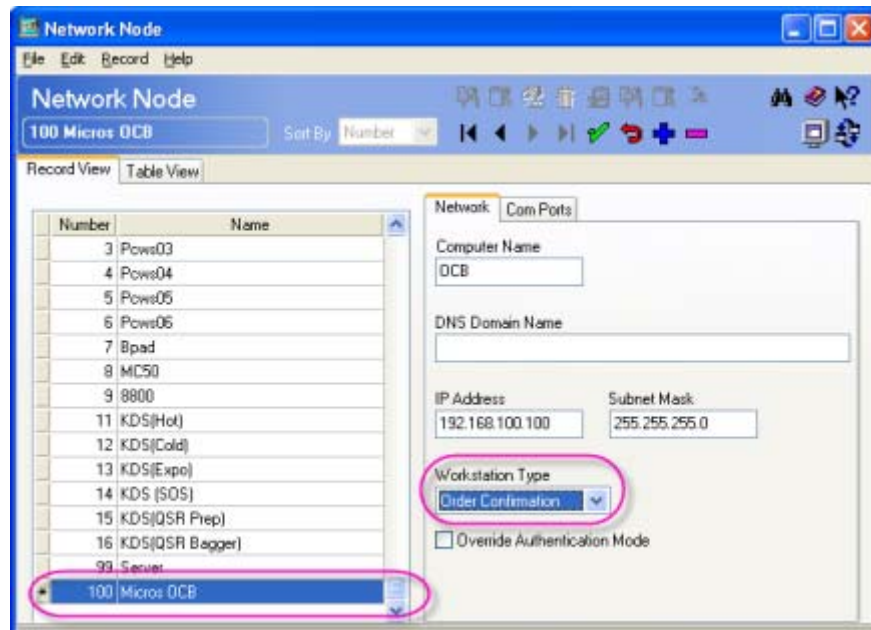 Network Node
File Edit Record Help
Network Node
100 Micros OCB
Sort By Number
Record View Table View
Number Name
3 Pcws03
4 Pcws04
5 Pcws05
6 Pcws06
7 Bpad
8 MC50
9 8800
11 KDS(Hot)
12 KDS(Cold)
13 KDS(Expo)
14 KDS (SOS)
15 KDS(QSR Prep)
16 KDS(QSR Bagger)
99 Server
100 Micros OCB
Network Com Ports
Computer Name
OCB
DNS Domain Name
IP Address Subnet Mask
192.168.100.100 255.255.255.0
Workstation Type
Order Confirmation
Override Authentication Mode